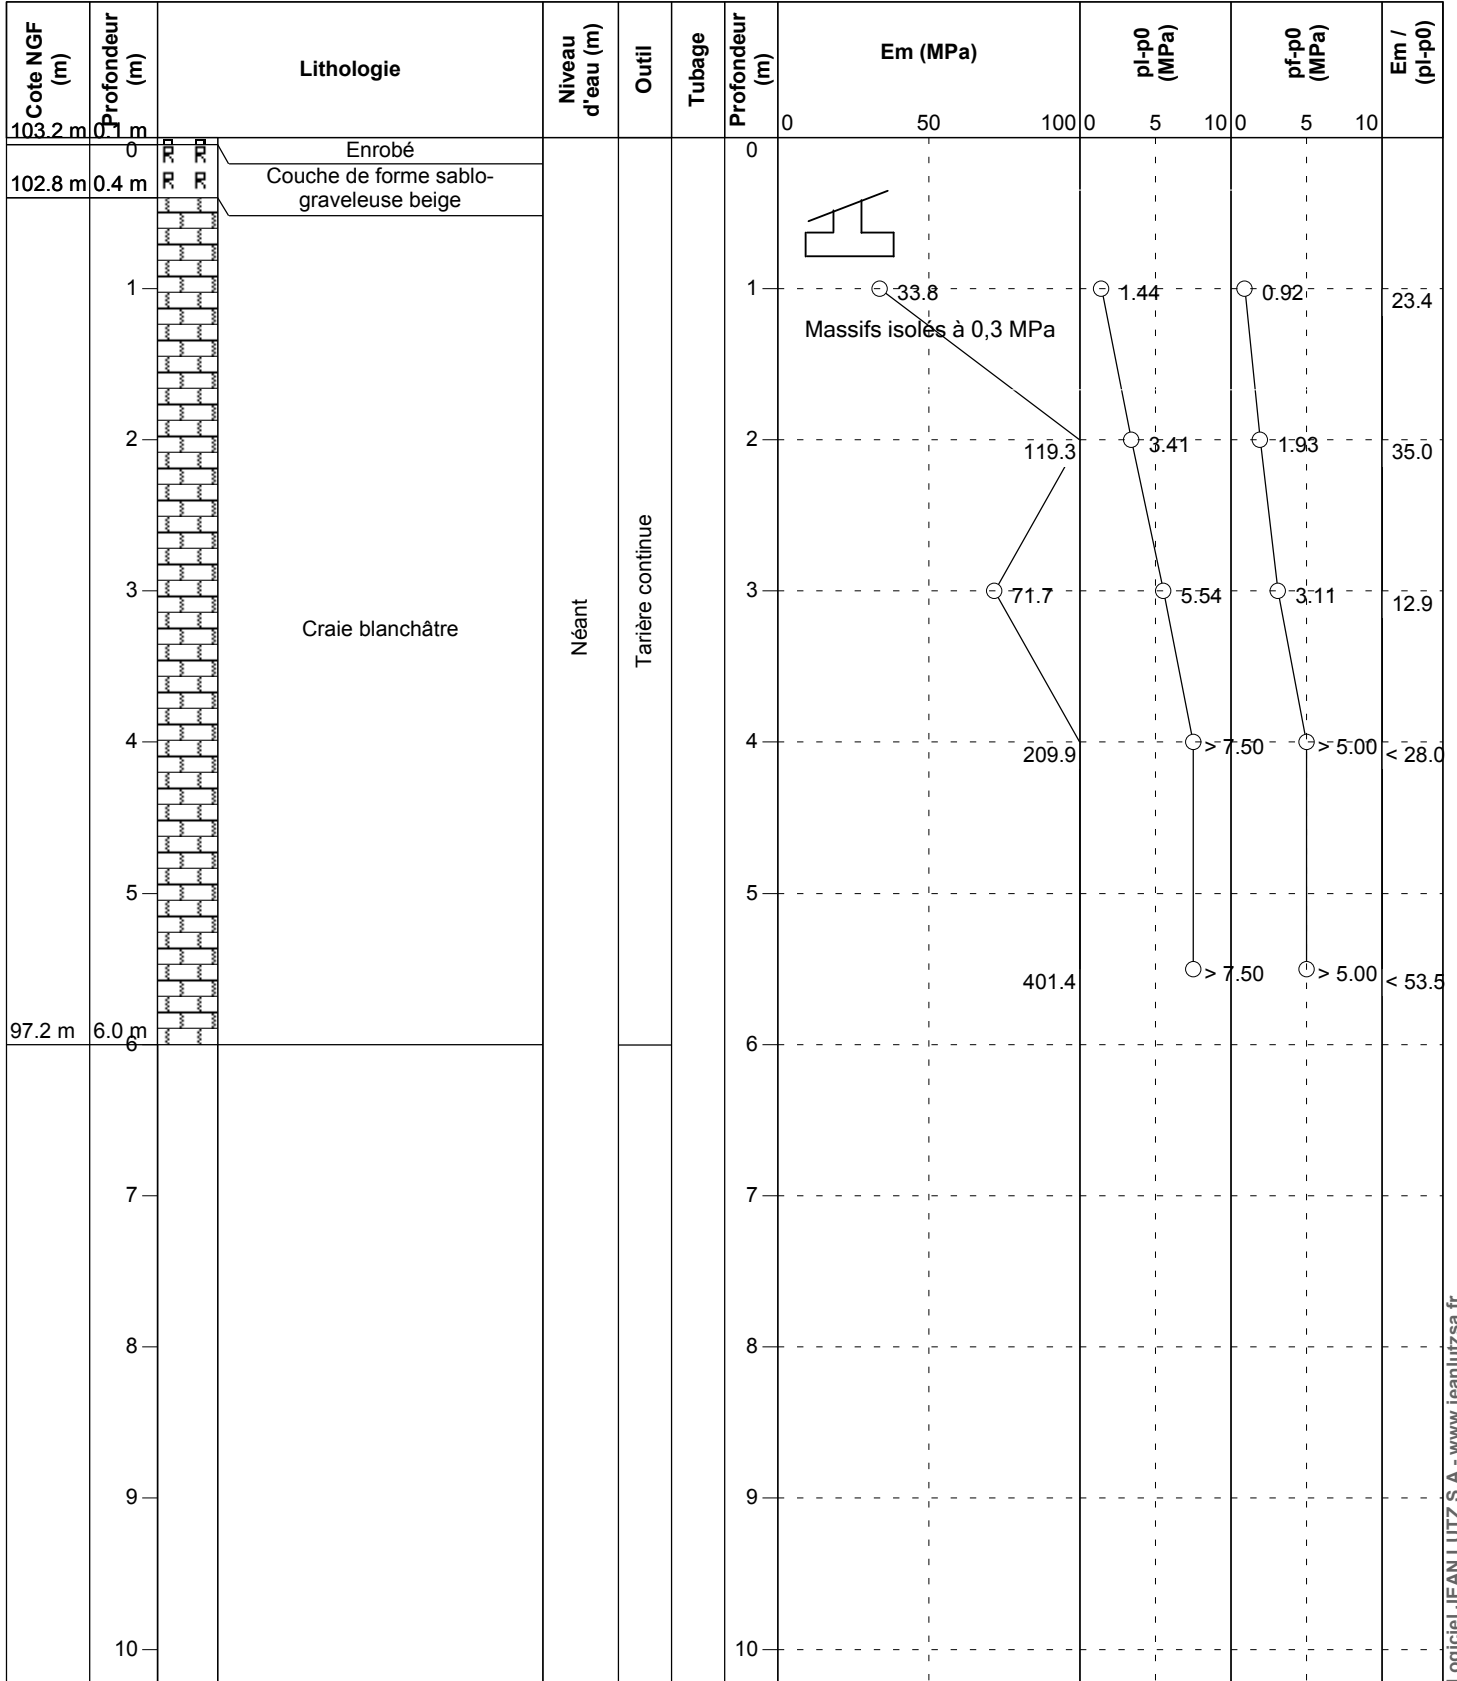 Cote NGF
(m)
Profondeur
(m)
Lithologie
Niveau
d'eau (m)
Outil
Tubage
Profondeur
(m)
Em (MPa)
pl-p0
(MPa)
pf-p0
(MPa)
Em /
(pl-p0)
0 50 100 0 5 10 0 5 10
103.2 m 0.1 m
0 R R Enrobé 0
102.8 m 0.4 m R R Couche de forme sablo-
graveleuse beige
1 1 33.8 1.44 0.92 23.4
Massifs isolés à 0,3 MPa
2 2 119.3 3.41 1.93 35.0
3 3 71.7 5.54 3.11 12.9
Craie blanchâtre
Néant
Tarière continue
4 4 209.9 > 7.50 > 5.00 < 28.0
5 5
401.4 > 7.50 > 5.00 < 53.5
97.2 m 6.0 m
6 6
7 7
8 8
9 9
10 10
Logiciel JEAN LUTZ S.A - www.jeanlutzsa.fr